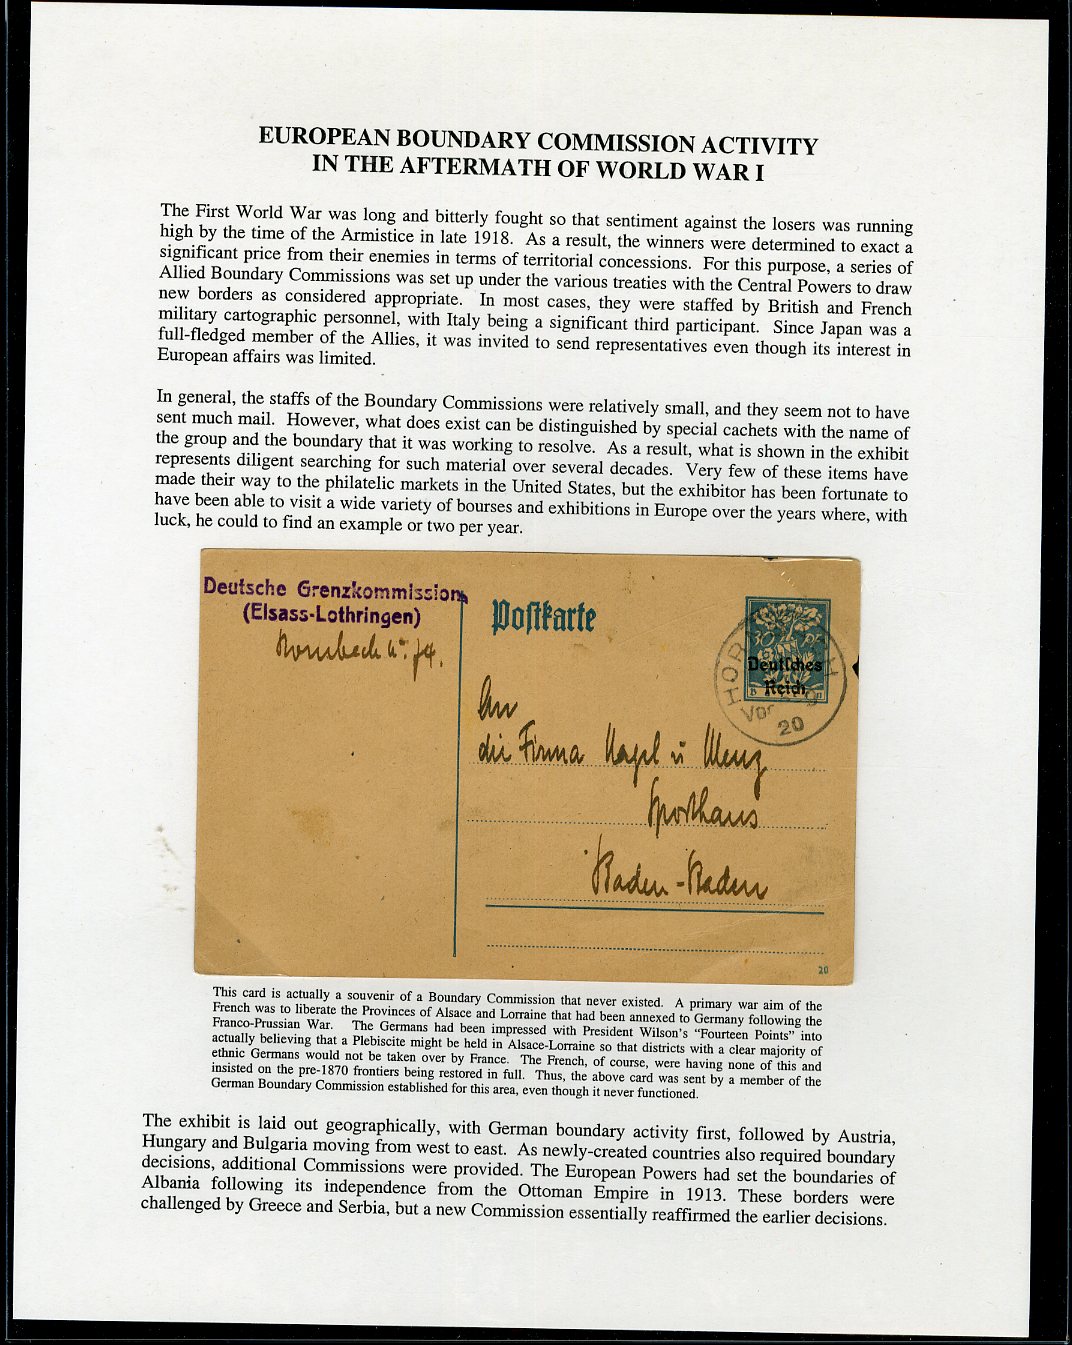 EUROPEAN BOUNDARY COMMISSION ACTIVITY
IN THE AFTERMATH OF WORLD WAR I
The First World War was long and bitterly fought so that sentiment against the losers was running
high by the time of the Armistice in late 1918. As a result, the winners were determined to exact a
significant price from their enemies in terms of territorial concessions. For this purpose, a series of
Allied Boundary Commissions was set up under the various treaties with the Central Powers to draw
new borders as considered appropriate. In most cases, they were staffed by British and French
military cartographic personnel, with Italy being a significant third participant. Since Japan was a
full-fledged member of the Allies, it was invited to send representatives even though its interest in
European affairs was limited.
In general, the staffs of the Boundary Commissions were relatively small, and they seem not to have
sent much mail. However, what does exist can be distinguished by special cachets with the name of
the group and the boundary that it was working to resolve. As a result, what is shown in the exhibit
represents diligent searching for such material over several decades. Very few of these items have
made their way to the philatelic markets in the United States, but the exhibitor has been fortunate to
have been able to visit a wide variety of bourses and exhibitions in Europe over the years where, with
luck, he could to find an example or two per year.
Deutsche Grenzkommission
(Elsass-Lothringen)
Postkarte
30 Pf
Deutsches
Reich
20
An
die Firma Nagel u Menz
Sporthaus
Baden-Baden
20
This card is actually a souvenir of a Boundary Commission that never existed. A primary war aim of the
French was to liberate the Provinces of Alsace and Lorraine that had been annexed to Germany following the
Franco-Prussian War. The Germans had been impressed with President Wilson's “Fourteen Points” into
actually believing that a Plebiscite might be held in Alsace-Lorraine so that districts with a clear majority of
ethnic Germans would not be taken over by France. The French, of course, were having none of this and
insisted on the pre-1870 frontiers being restored in full. Thus, the above card was sent by a member of the
German Boundary Commission established for this area, even though it never functioned.
The exhibit is laid out geographically, with German boundary activity first, followed by Austria,
Hungary and Bulgaria moving from west to east. As newly-created countries also required boundary
decisions, additional Commissions were provided. The European Powers had set the boundaries of
Albania following its independence from the Ottoman Empire in 1913. These borders were
challenged by Greece and Serbia, but a new Commission essentially reaffirmed the earlier decisions.